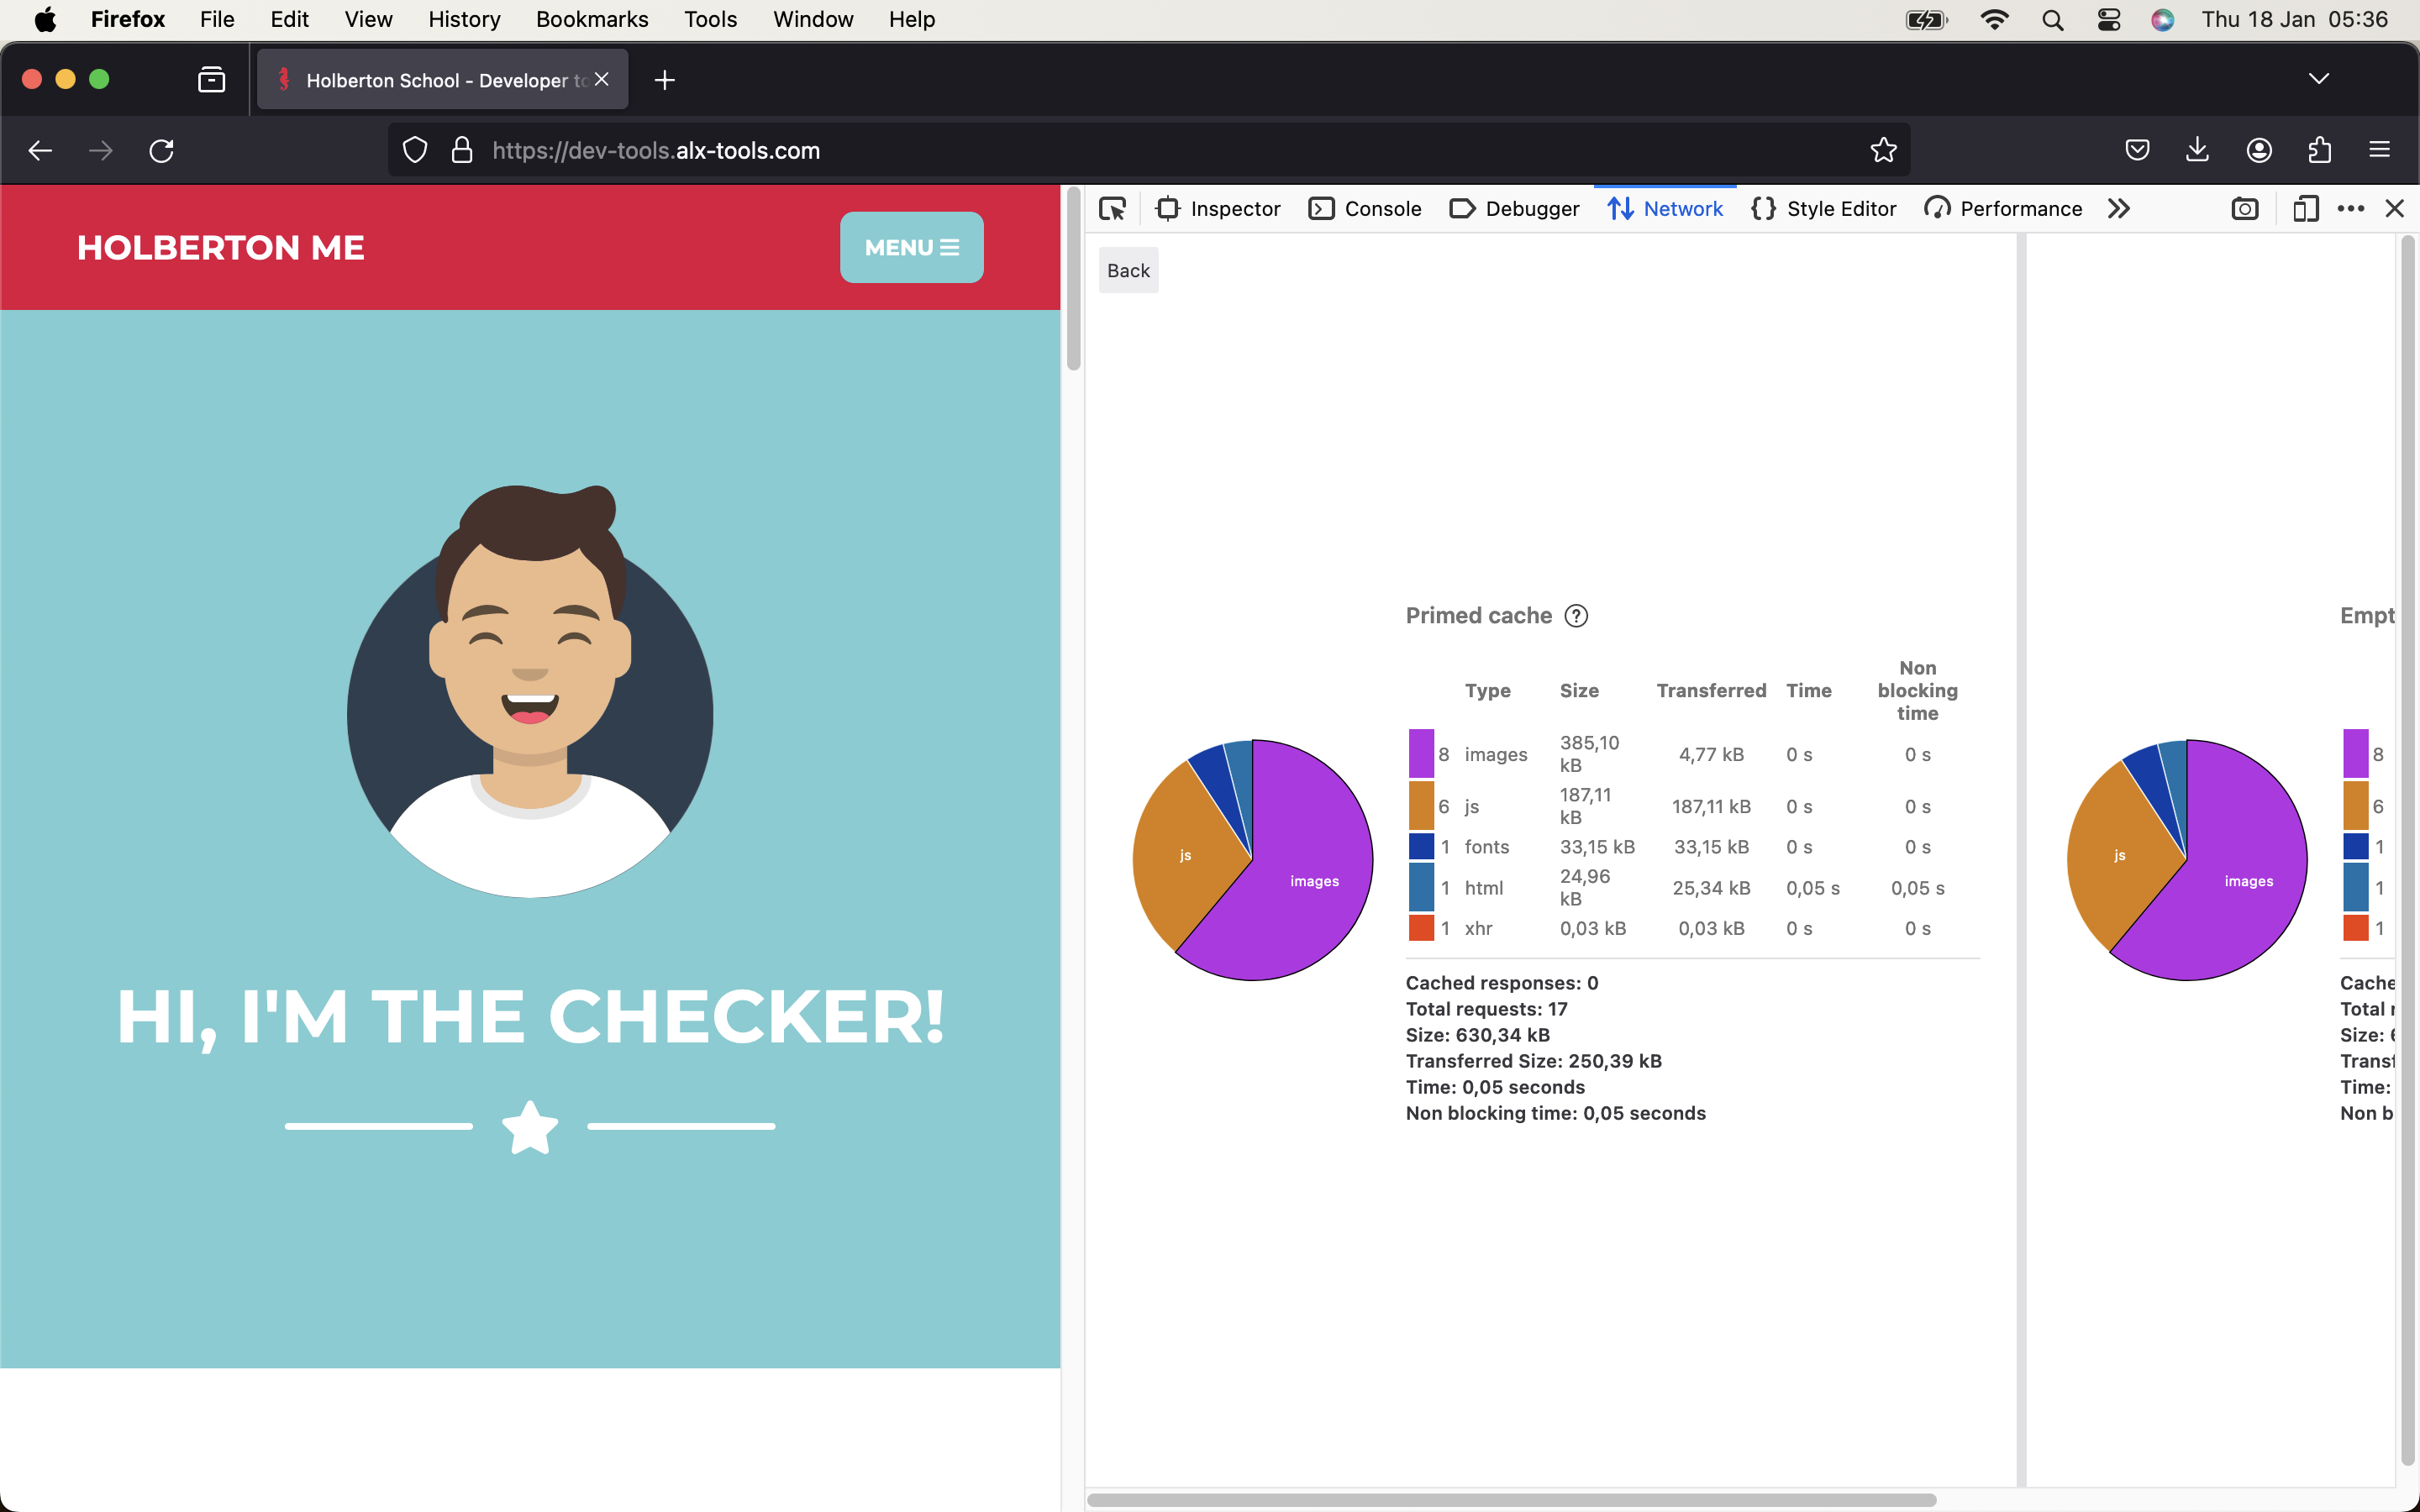 Firefox File Edit View History Bookmarks Tools Window Help Thu 18 Jan 05:36
Holberton School - Developer to
https://dev-tools.alx-tools.com
HOLBERTON ME
MENU
HI, I'M THE CHECKER!
Inspector Console Debugger Network Style Editor Performance
Back
Primed cache ?
Type Size Transferred Time Non blocking time
8 images 385,10 kB 4,77 kB 0 s 0 s
6 js 187,11 kB 187,11 kB 0 s 0 s
1 fonts 33,15 kB 33,15 kB 0 s 0 s
1 html 24,96 kB 25,34 kB 0,05 s 0,05 s
1 xhr 0,03 kB 0,03 kB 0 s 0 s
js
images
Cached responses: 0
Total requests: 17
Size: 630,34 kB
Transferred Size: 250,39 kB
Time: 0,05 seconds
Non blocking time: 0,05 seconds
Empt
8
6
1
1
1
js
images
Cache
Total r
Size: 6
Transf
Time:
Non b